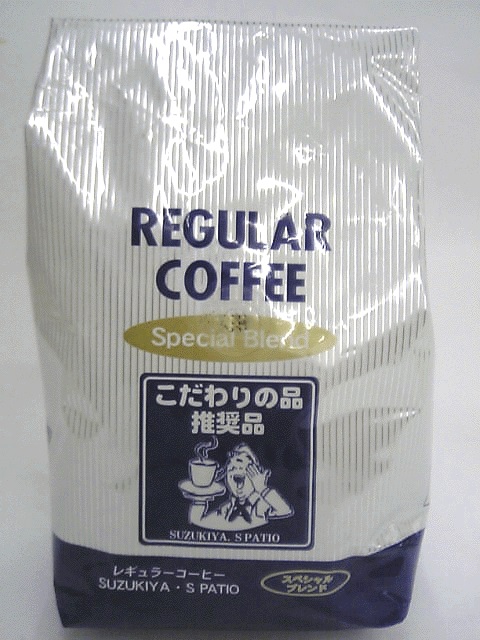 REGULAR
COFFEE
Special Blend
こだわりの品
推奨品
SUZUKIYA. S PATIO
レギュラーコーヒー
SUZUKIYA・S PATIO
スペシャル
ブレンド